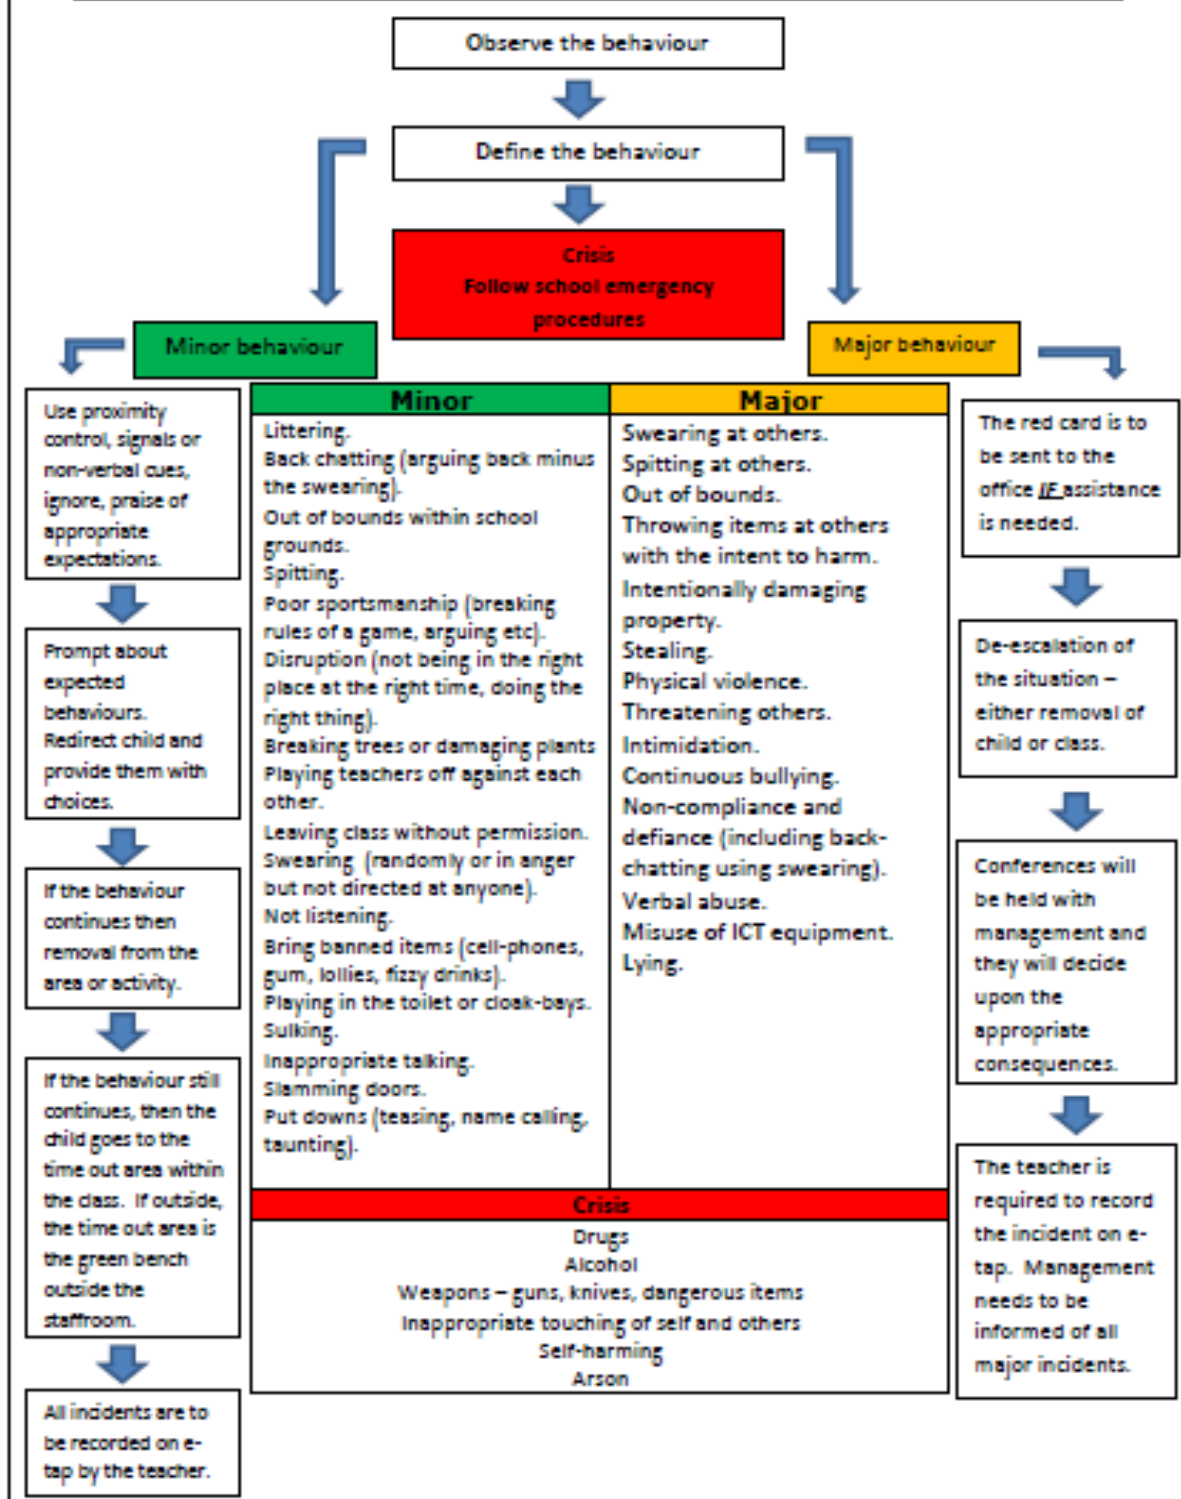 Observe the behaviour
Define the behaviour
Crisis
Follow school emergency
procedures
Minor behaviour
Major behaviour
Use proximity
control, signals or
non-verbal cues,
ignore, praise of
appropriate
expectations.
Prompt about
expected
behaviours.
Redirect child and
provide them with
choices.
If the behaviour
continues then
removal from the
area or activity.
If the behaviour still
continues, then the
child goes to the
time out area within
the class. If outside,
the time out area is
the green bench
outside the
staffroom.
All incidents are to
be recorded on e-
tap by the teacher.
Minor
Littering.
Back chatting (arguing back minus
the swearing).
Out of bounds within school
grounds.
Spitting.
Poor sportsmanship (breaking
rules of a game, arguing etc).
Disruption (not being in the right
place at the right time, doing the
right thing).
Breaking trees or damaging plants
Playing teachers off against each
other.
Leaving class without permission.
Swearing (randomly or in anger
but not directed at anyone).
Not listening.
Bring banned items (cell-phones,
gum, lollies, fizzy drinks).
Playing in the toilet or cloak-bays.
Sulking.
Inappropriate talking.
Slamming doors.
Put downs (teasing, name calling,
taunting).
Major
Swearing at others.
Spitting at others.
Out of bounds.
Throwing items at others
with the intent to harm.
Intentionally damaging
property.
Stealing.
Physical violence.
Threatening others.
Intimidation.
Continuous bullying.
Non-compliance and
defiance (including back-
chatting using swearing).
Verbal abuse.
Misuse of ICT equipment.
Lying.
Crisis
Drugs
Alcohol
Weapons – guns, knives, dangerous items
Inappropriate touching of self and others
Self-harming
Arson
The red card is to
be sent to the
office IF assistance
is needed.
De-escalation of
the situation –
either removal of
child or class.
Conferences will
be held with
management and
they will decide
upon the
appropriate
consequences.
The teacher is
required to record
the incident on e-
tap. Management
needs to be
informed of all
major incidents.